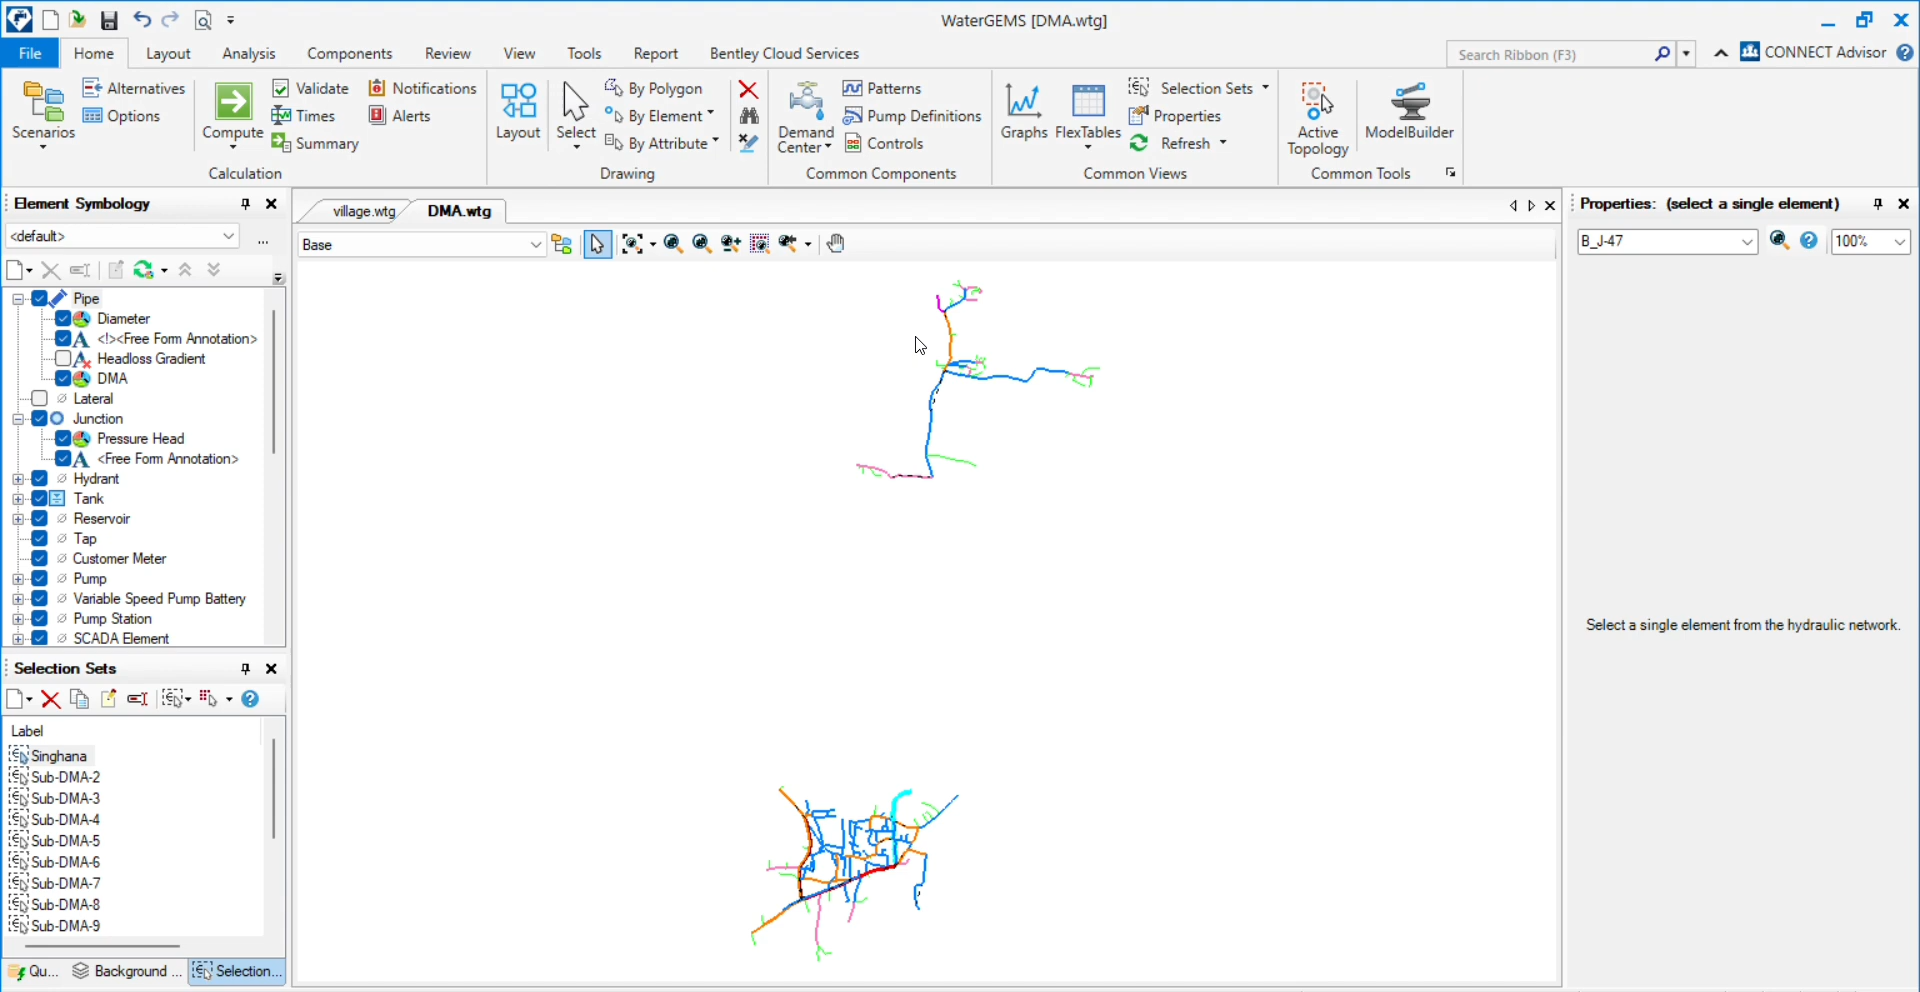 WaterGEMS [DMA.wtg]
File Home Layout Analysis Components Review View Tools Report Bentley Cloud Services Search Ribbon (F3) CONNECT Advisor
Scenarios Alternatives Options
Compute Validate Times Summary Notifications Alerts
Calculation
Layout Select By Polygon By Element By Attribute
Drawing
Demand Center Patterns Pump Definitions Controls
Common Components
Graphs FlexTables Selection Sets Properties Refresh
Common Views
Active Topology ModelBuilder
Common Tools
Element Symbology
<default>
...
Pipe
Diameter
<!><Free Form Annotation>
Headloss Gradient
DMA
Lateral
Junction
Pressure Head
<Free Form Annotation>
Hydrant
Tank
Reservoir
Tap
Customer Meter
Pump
Variable Speed Pump Battery
Pump Station
SCADA Element
Selection Sets
Label
Singhana
Sub-DMA-2
Sub-DMA-3
Sub-DMA-4
Sub-DMA-5
Sub-DMA-6
Sub-DMA-7
Sub-DMA-8
Sub-DMA-9
Qu... Background ... Selection...
village.wtg DMA.wtg
Base
Properties: (select a single element)
B_J-47 100%
Select a single element from the hydraulic network.